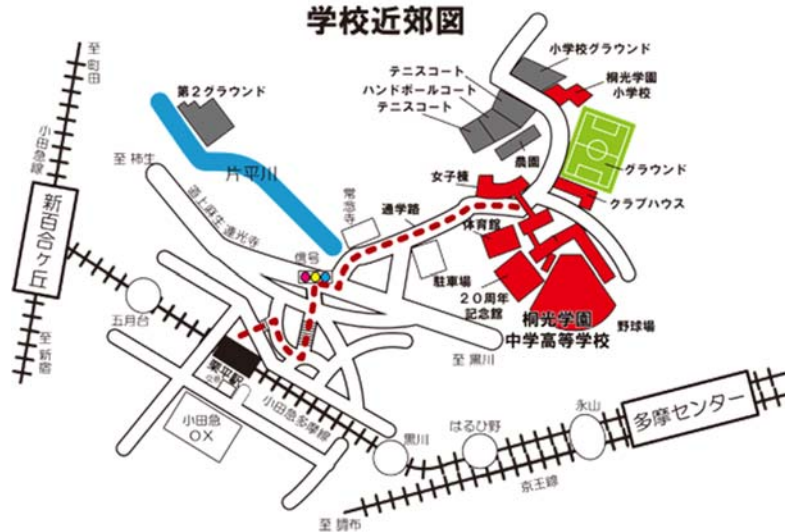 学校近郊図
至 町田
小田急線
新百合ヶ丘
至 新宿
五月台
第2グラウンド
至 柿生
片平川
道上麻生連光寺
信号
常念寺
通学路
テニスコート
ハンドボールコート
テニスコート
農園
小学校グラウンド
桐光学園
小学校
グラウンド
クラブハウス
女子棟
体育館
駐車場
20周年
記念館
桐光学園
中学高等学校
野球場
至 黒川
栗平駅
小田急
OX
小田急多摩線
黒川
はるひ野
永山
多摩センター
京王線
至 調布